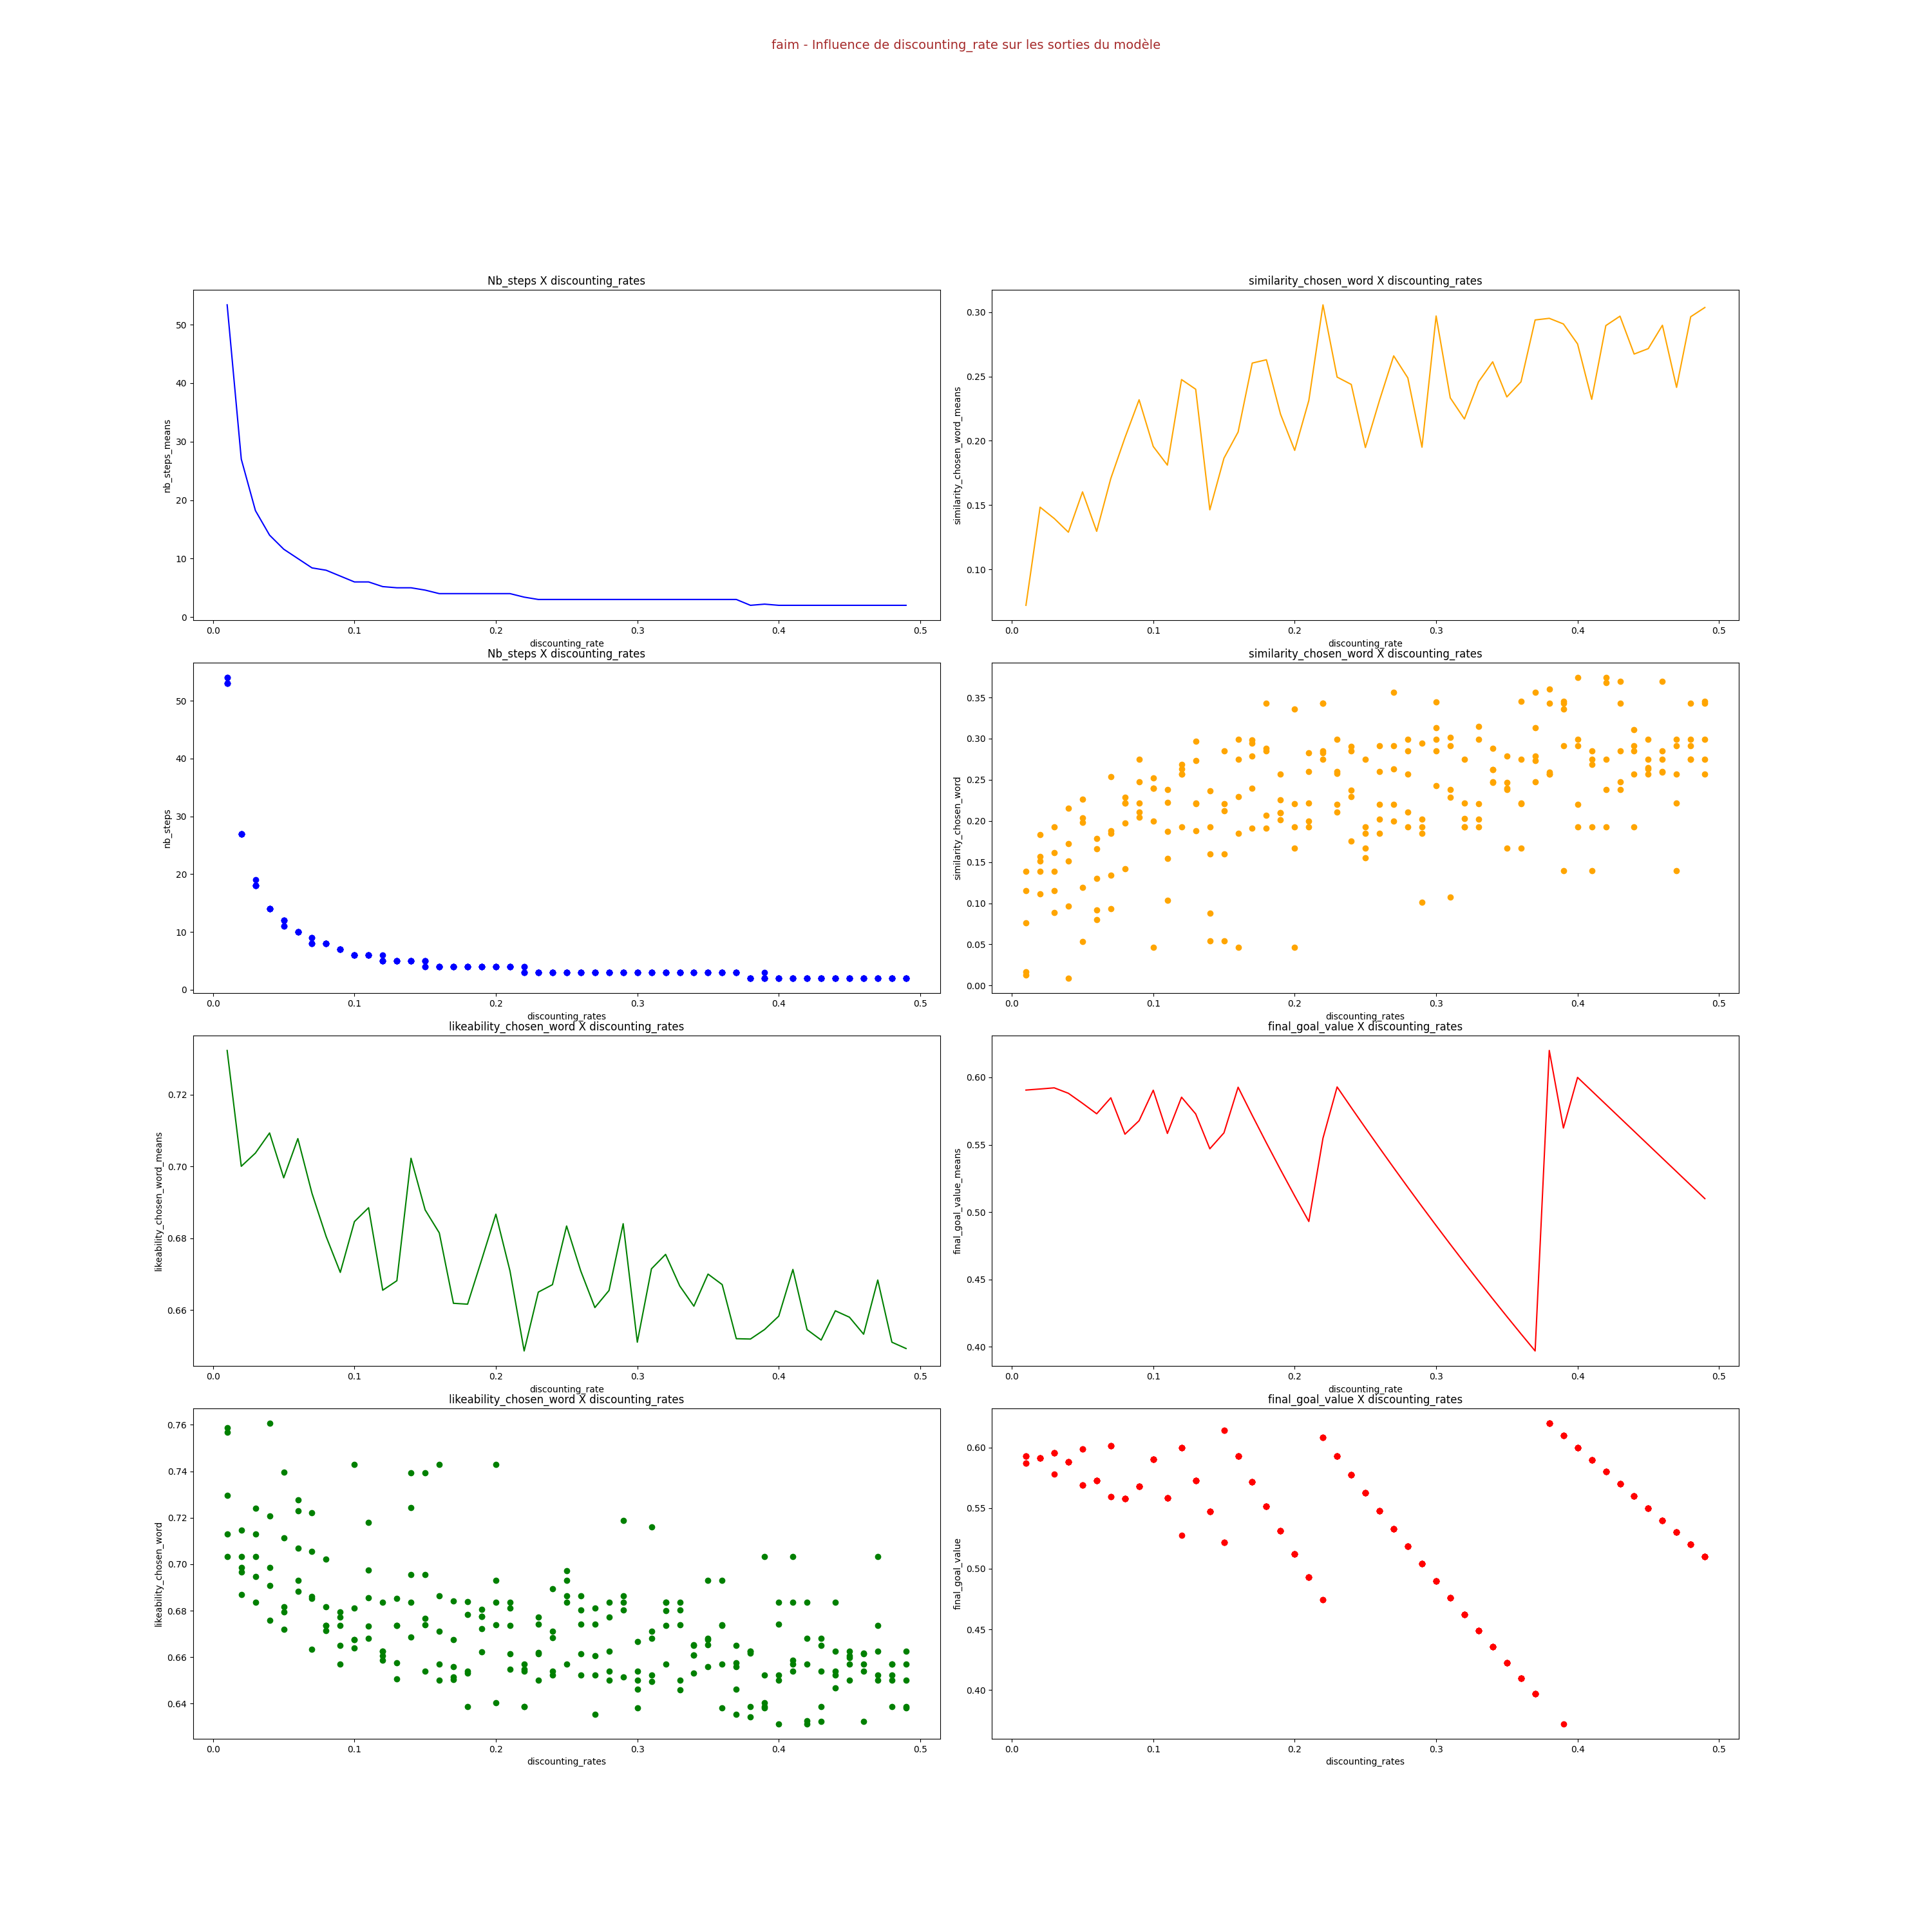 faim - Influence de discounting_rate sur les sorties du modèle
Nb_steps X discounting_rates
nb_steps_means
50
40
30
20
10
0
0.0 0.1 0.2 0.3 0.4 0.5
discounting_rate
similarity_chosen_word X discounting_rates
similarity_chosen_word_means
0.30
0.25
0.20
0.15
0.10
0.0 0.1 0.2 0.3 0.4 0.5
discounting_rate
Nb_steps X discounting_rates
nb_steps
50
40
30
20
10
0
0.0 0.1 0.2 0.3 0.4 0.5
discounting_rates
similarity_chosen_word X discounting_rates
similarity_chosen_word
0.35
0.30
0.25
0.20
0.15
0.10
0.05
0.00
0.0 0.1 0.2 0.3 0.4 0.5
discounting_rates
likeability_chosen_word X discounting_rates
likeability_chosen_word_means
0.72
0.70
0.68
0.66
0.0 0.1 0.2 0.3 0.4 0.5
discounting_rate
final_goal_value X discounting_rates
final_goal_value_means
0.60
0.55
0.50
0.45
0.40
0.0 0.1 0.2 0.3 0.4 0.5
discounting_rate
likeability_chosen_word X discounting_rates
likeability_chosen_word
0.76
0.74
0.72
0.70
0.68
0.66
0.64
0.0 0.1 0.2 0.3 0.4 0.5
discounting_rates
final_goal_value X discounting_rates
final_goal_value
0.60
0.55
0.50
0.45
0.40
0.0 0.1 0.2 0.3 0.4 0.5
discounting_rates